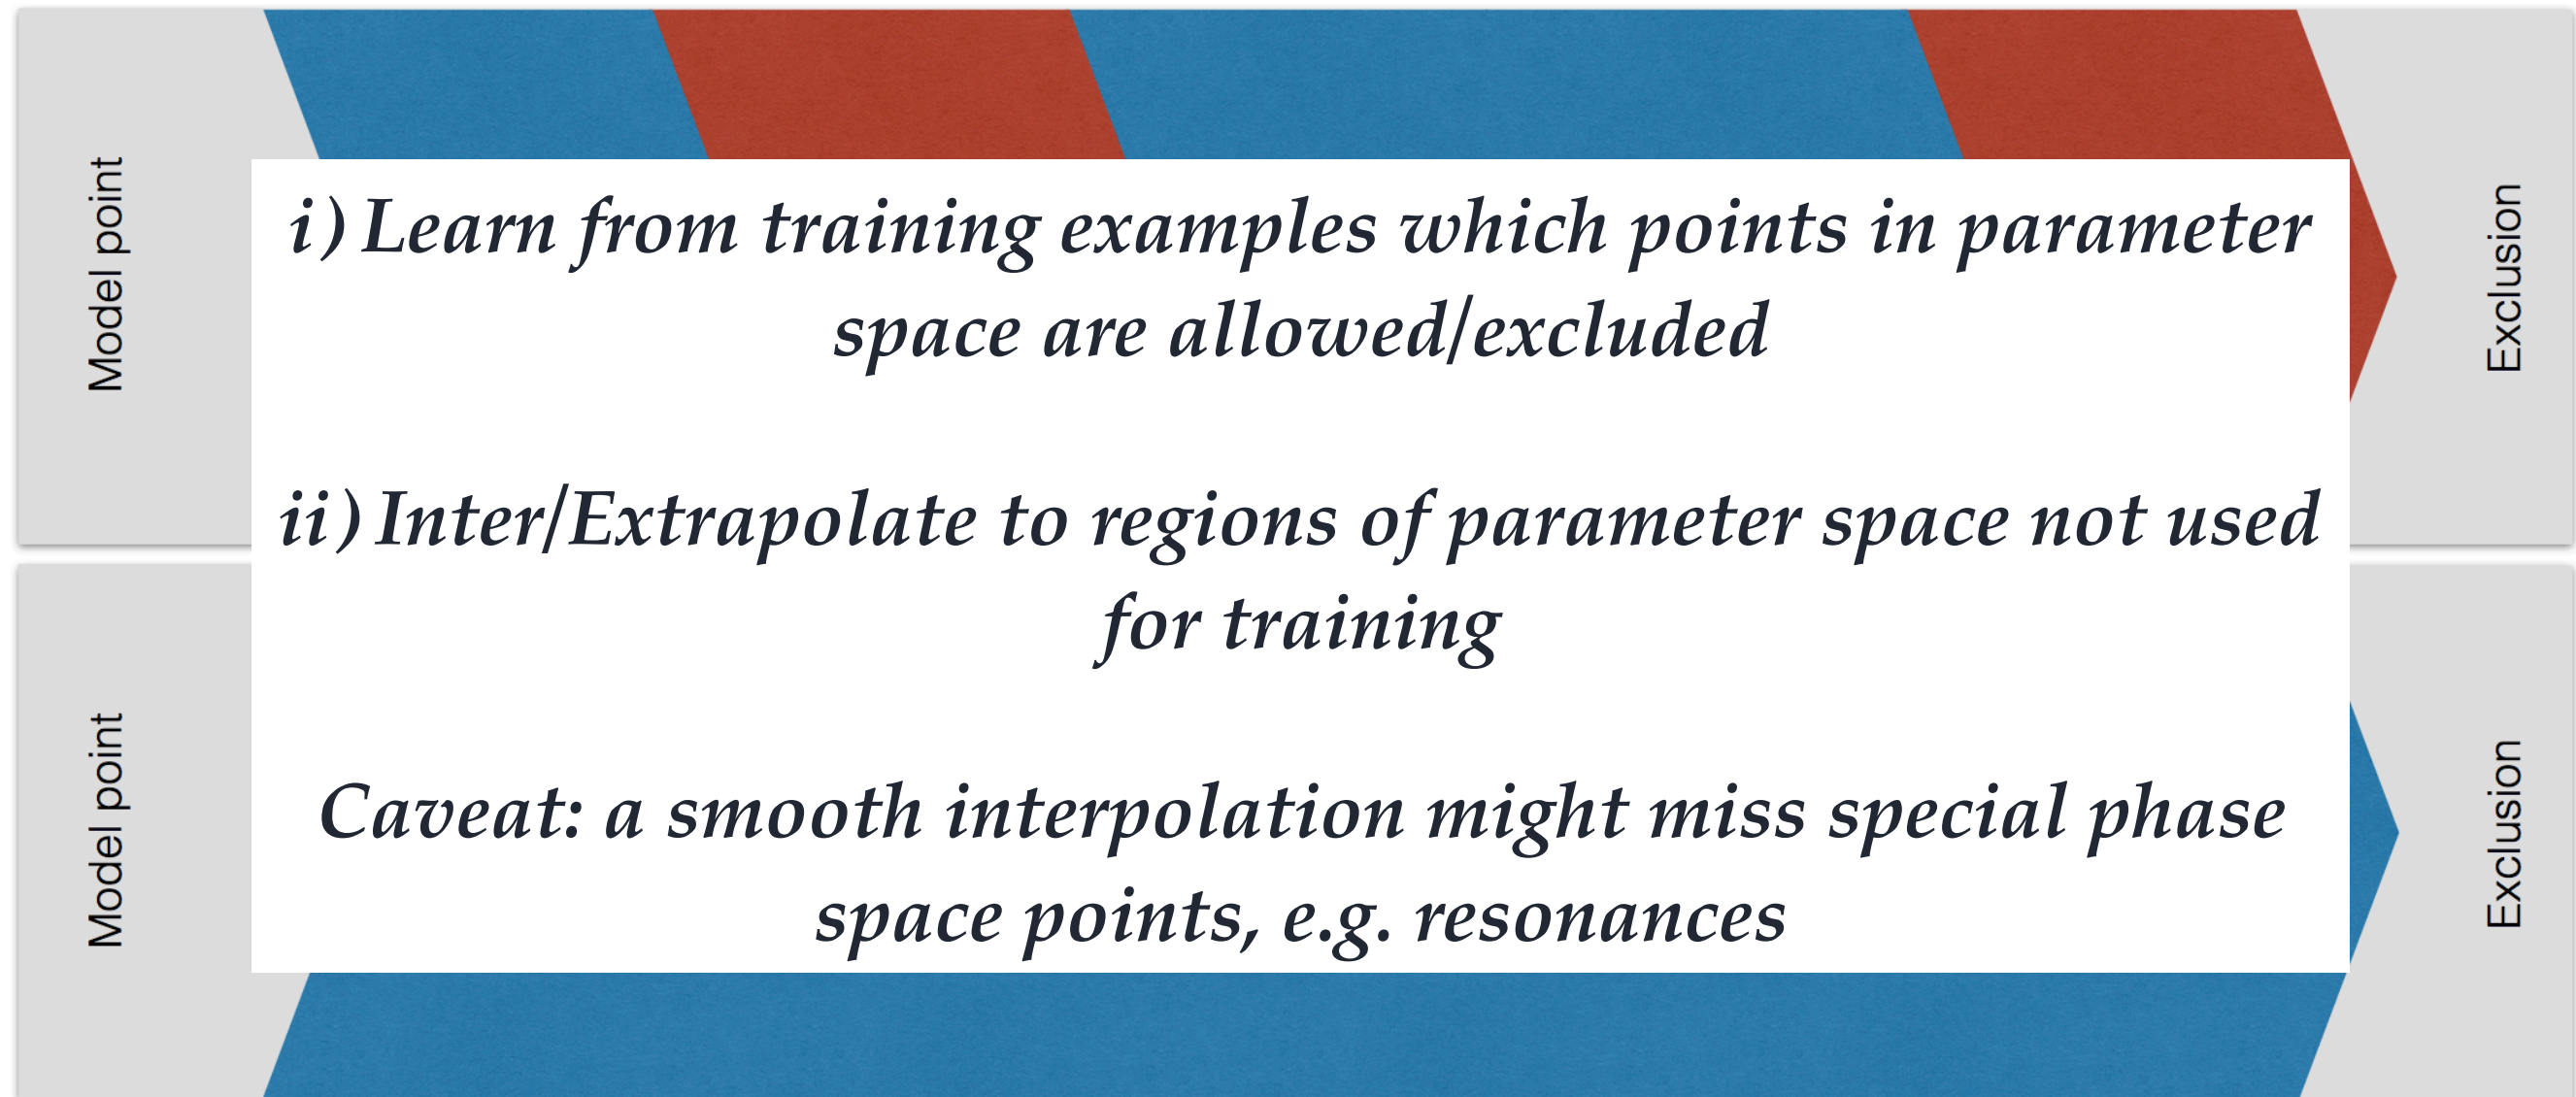 Model point
i) Learn from training examples which points in parameter
space are allowed/excluded
Exclusion
ii) Inter/Extrapolate to regions of parameter space not used
for training
Model point
Caveat: a smooth interpolation might miss special phase
space points, e.g. resonances
Exclusion